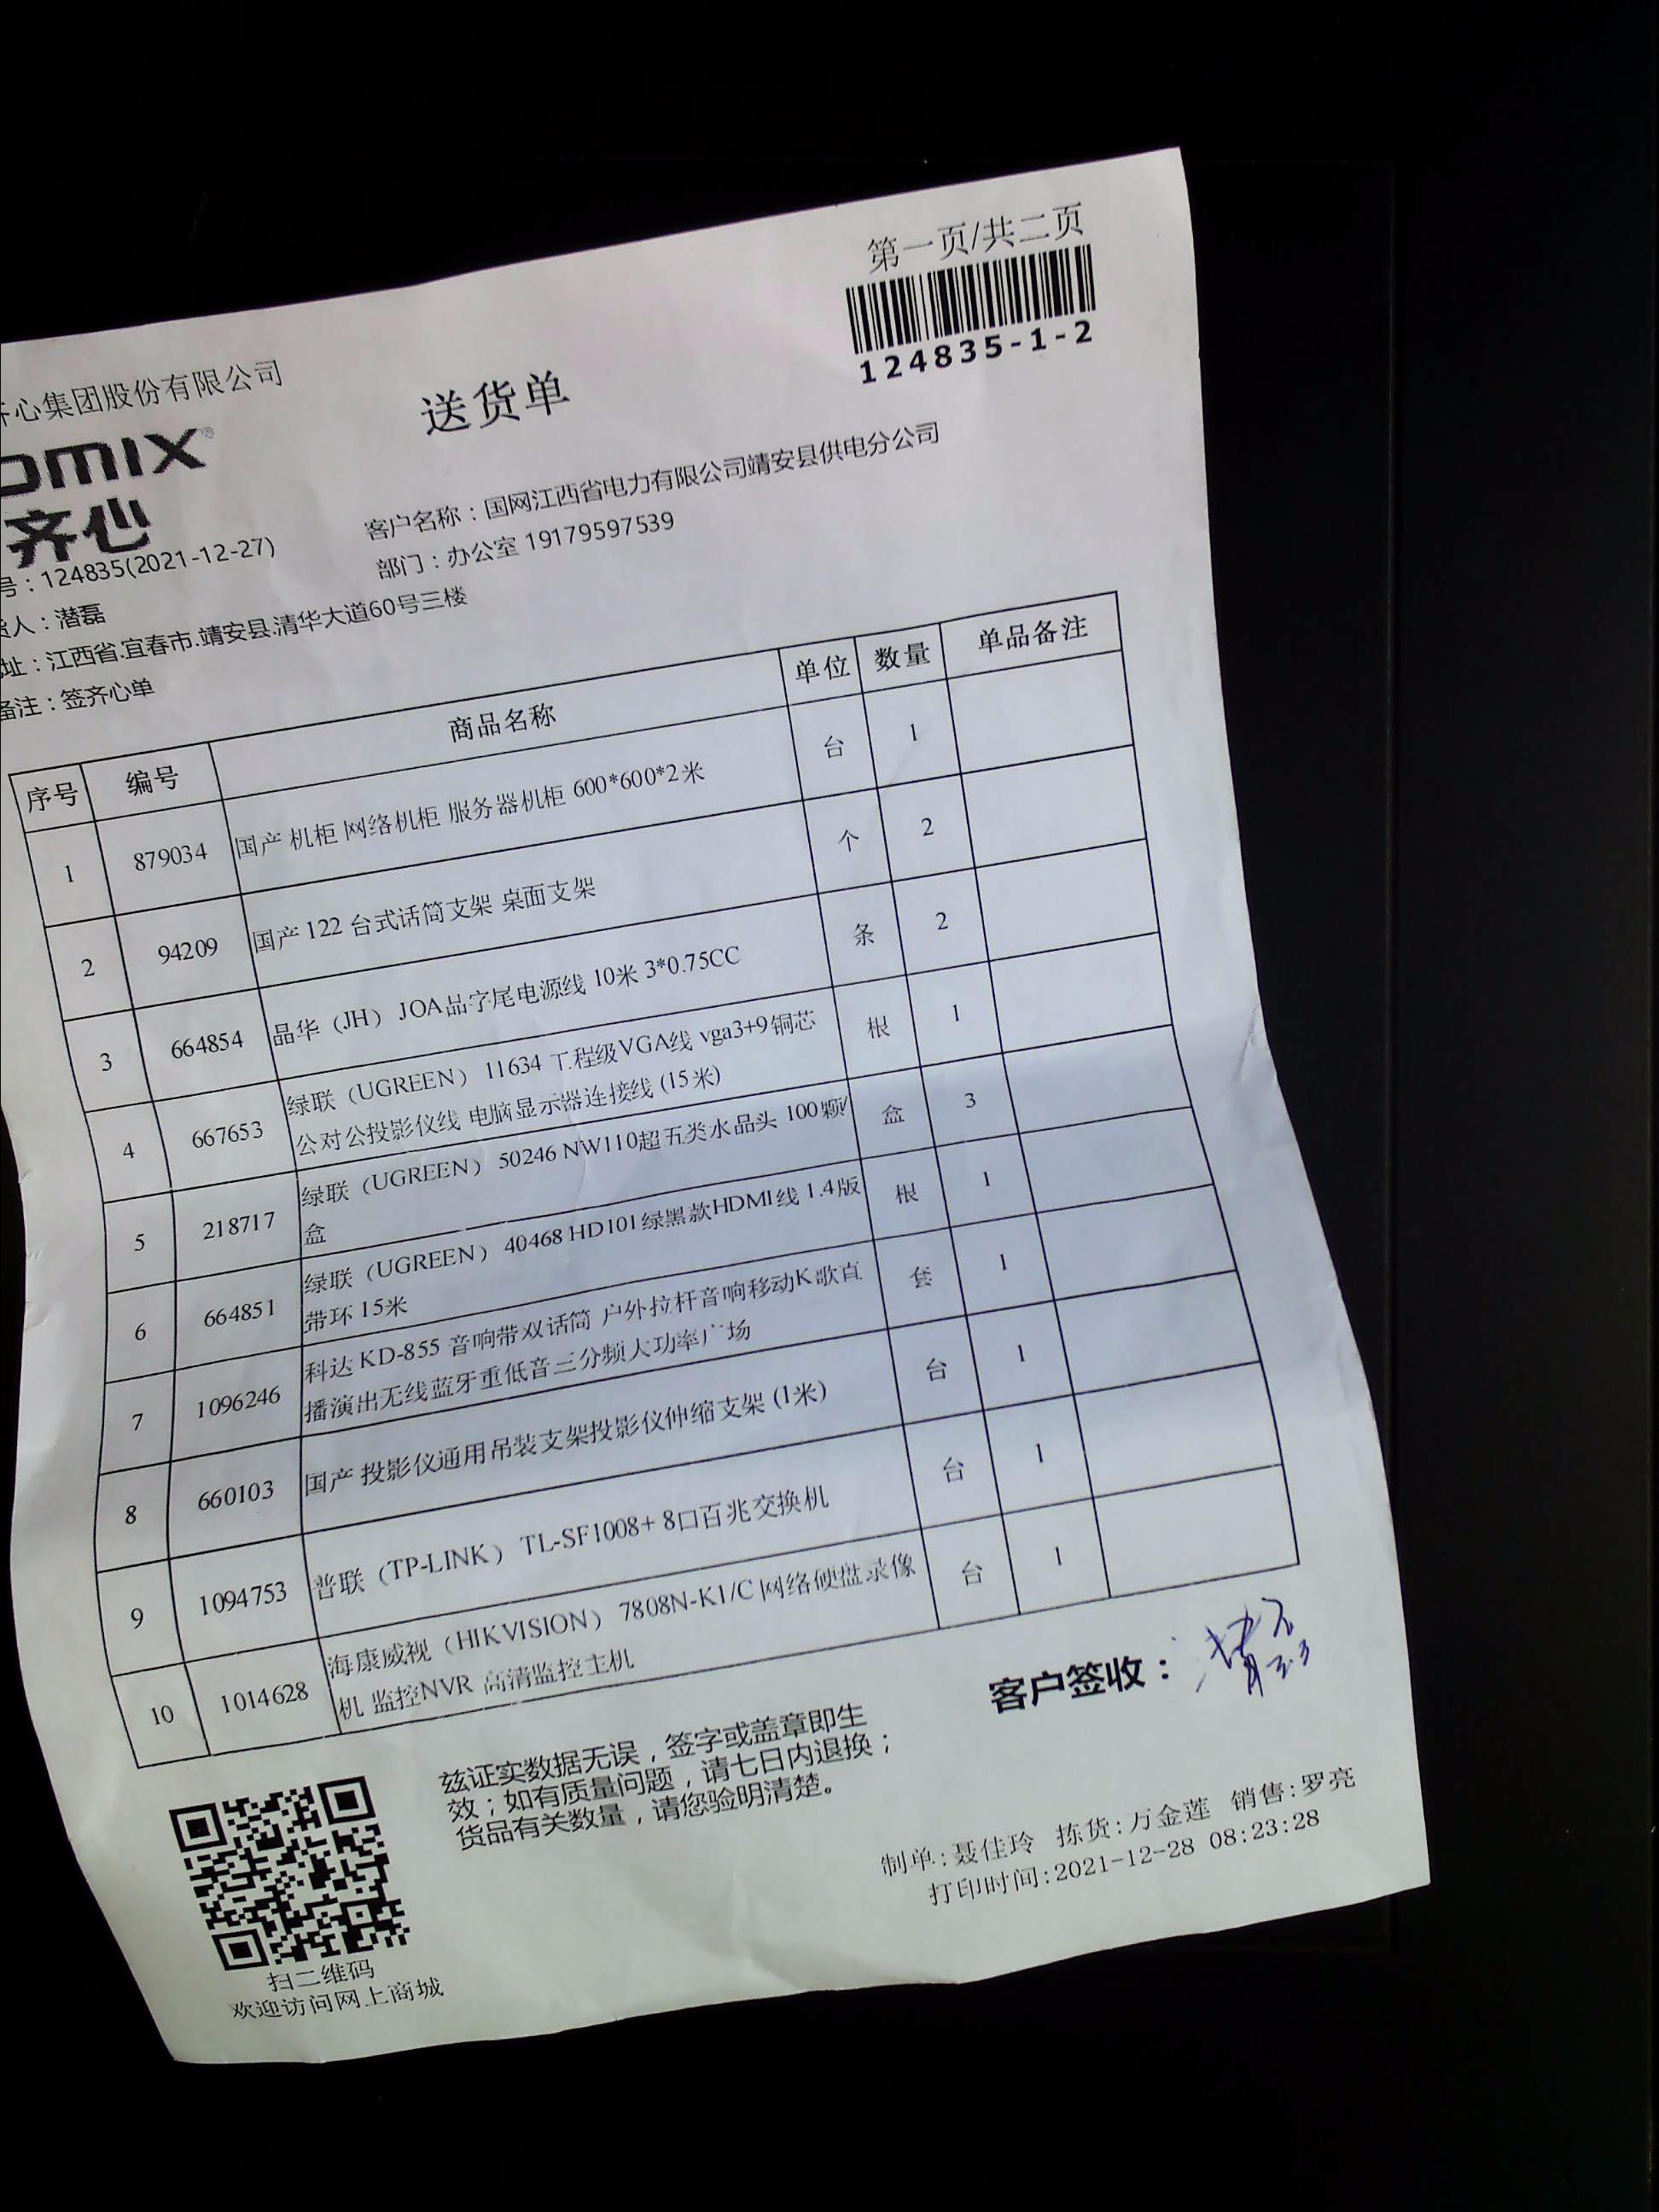 第一页/共二页
124835-1-2
心集团股份有限公司
送货单
omix
齐心
客户名称：国网江西省电力有限公司靖安县供电分公司
号：124835(2021-12-27)
部门：办公室 19179597539
人：潜磊
址：江西省.宜春市.靖安县.清华大道60号三楼
备注：签齐心单
序号 编号 商品名称 单位 数量 单品备注
1 879034 国产 机柜 网络机柜 服务器机柜 600*600*2米 台 1
2 94209 国产 122 台式话筒支架 桌面支架 个 2
3 664854 晶华（JH） JOA品字尾电源线 10米 3*0.75CC 条 2
4 667653 绿联（UGREEN） 11634 工程级VGA线 vga3+9铜芯 根 1
公对公投影仪线 电脑显示器连接线 (15米)
5 218717 绿联（UGREEN） 50246 NW110超五类水晶头 100颗/ 盒 3
盒
6 664851 绿联（UGREEN） 40468 HD101绿黑款HDMI线 1.4版 根 1
带环 15米
7 1096246 科达 KD-855 音响带双话筒 户外拉杆音响移动K歌直 套 1
播演出无线蓝牙重低音三分频大功率广场
8 660103 国产 投影仪通用吊装支架投影仪伸缩支架 (1米) 台 1
9 1094753 普联（TP-LINK） TL-SF1008+ 8口百兆交换机 台 1
10 1014628 海康威视（HIKVISION） 7808N-K1/C 网络硬盘录像 台 1
机 监控NVR 高清监控主机
客户签收：
兹证实数据无误，签字或盖章即生
效；如有质量问题，请七日内退换；
货品有关数量，请您验明清楚。
制单:聂佳玲 拣货:万金莲 销售:罗亮
打印时间:2021-12-28 08:23:28
扫二维码
欢迎访问网上商城